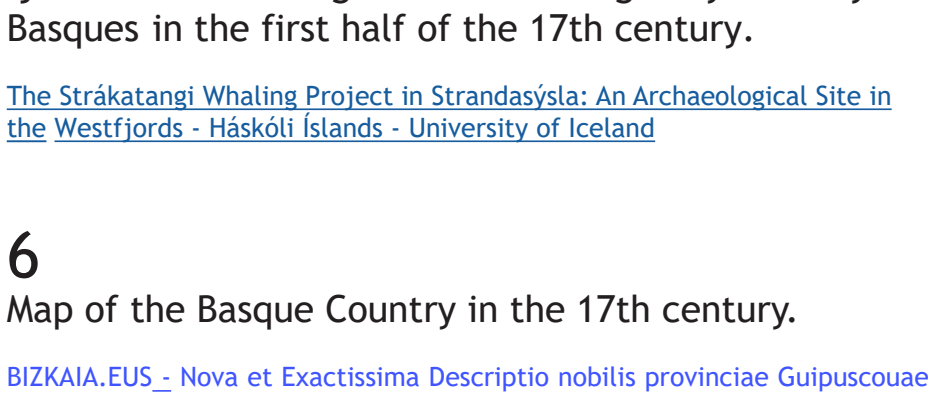 Basques in the first half of the 17th century.
The Strákatangi Whaling Project in Strandasýsla: An Archaeological Site in
the Westfjords - Háskóli Íslands - University of Iceland
6
Map of the Basque Country in the 17th century.
BIZKAIA.EUS - Nova et Exactissima Descriptio nobilis provinciae Guipuscouae